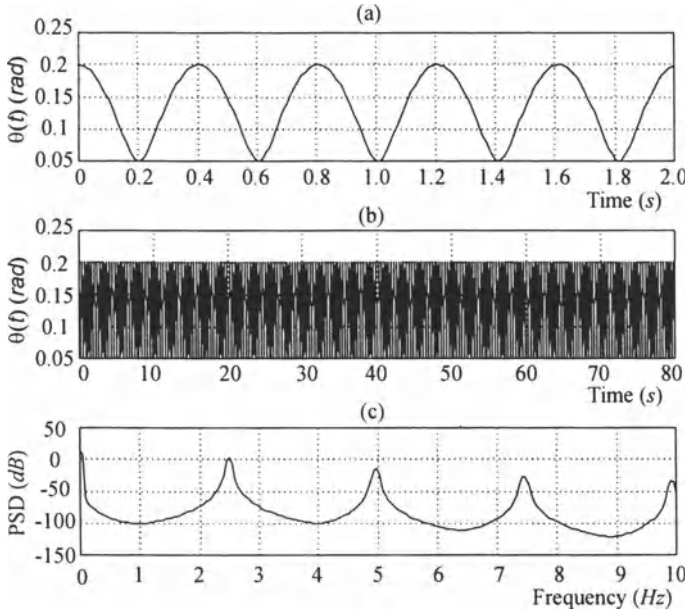 (a)
θ(t) (rad)
0.25
0.2
0.15
0.1
0.05
0 0.2 0.4 0.6 0.8 1.0 1.2 1.4 1.6 1.8 2.0
Time (s)
(b)
θ(t) (rad)
0.25
0.2
0.15
0.1
0.05
0 10 20 30 40 50 60 70 80
Time (s)
(c)
PSD (dB)
50
0
-50
-100
-150
0 1 2 3 4 5 6 7 8 9 10
Frequency (Hz)